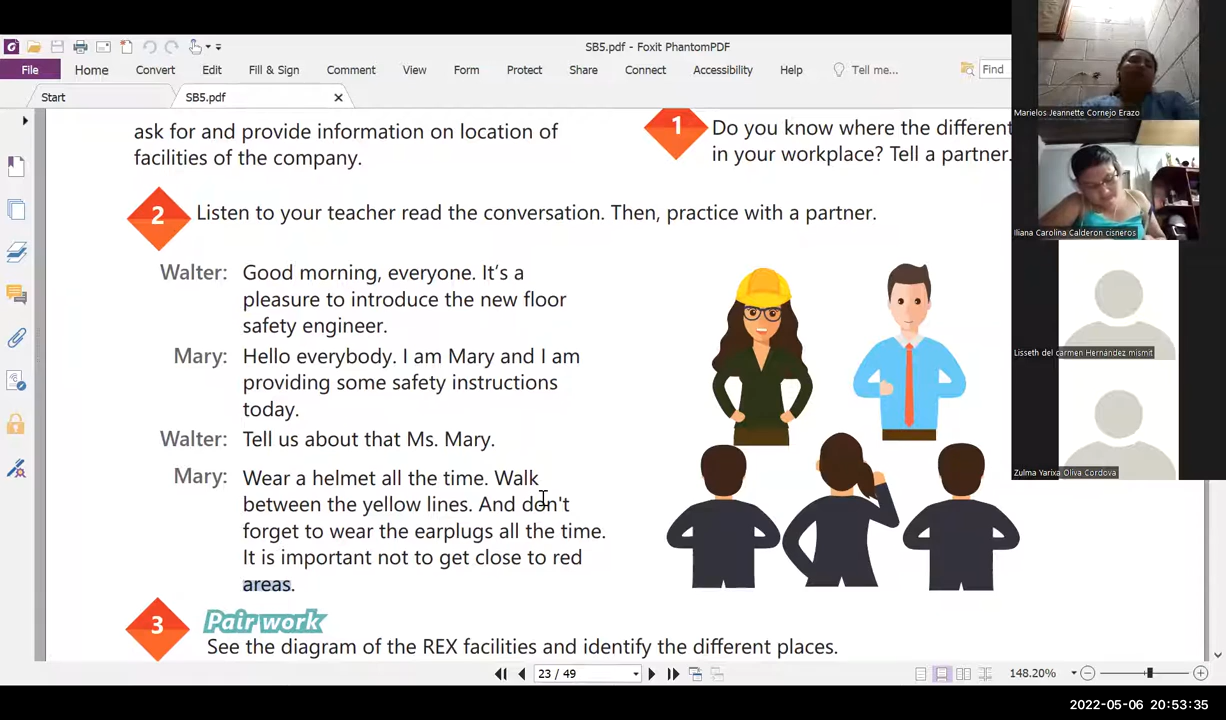 SB5.pdf - Foxit PhantomPDF
File Home Convert Edit Fill & Sign Comment View Form Protect Share Connect Accessibility Help Tell me... Find
Start SB5.pdf
ask for and provide information on location of
facilities of the company.
1 Do you know where the different
in your workplace? Tell a partner.
2 Listen to your teacher read the conversation. Then, practice with a partner.
Walter: Good morning, everyone. It's a
pleasure to introduce the new floor
safety engineer.
Mary: Hello everybody. I am Mary and I am
providing some safety instructions
today.
Walter: Tell us about that Ms. Mary.
Mary: Wear a helmet all the time. Walk
between the yellow lines. And don't
forget to wear the earplugs all the time.
It is important not to get close to red
areas.
3 Pair work
See the diagram of the REX facilities and identify the different places.
23 / 49
148.20%
Marielos Jeannette Cornejo Erazo
Iliana Carolina Calderon cisneros
Lisseth del carmen Hernández mismit
Zulma Yarixa Oliva Cordova
2022-05-06 20:53:35